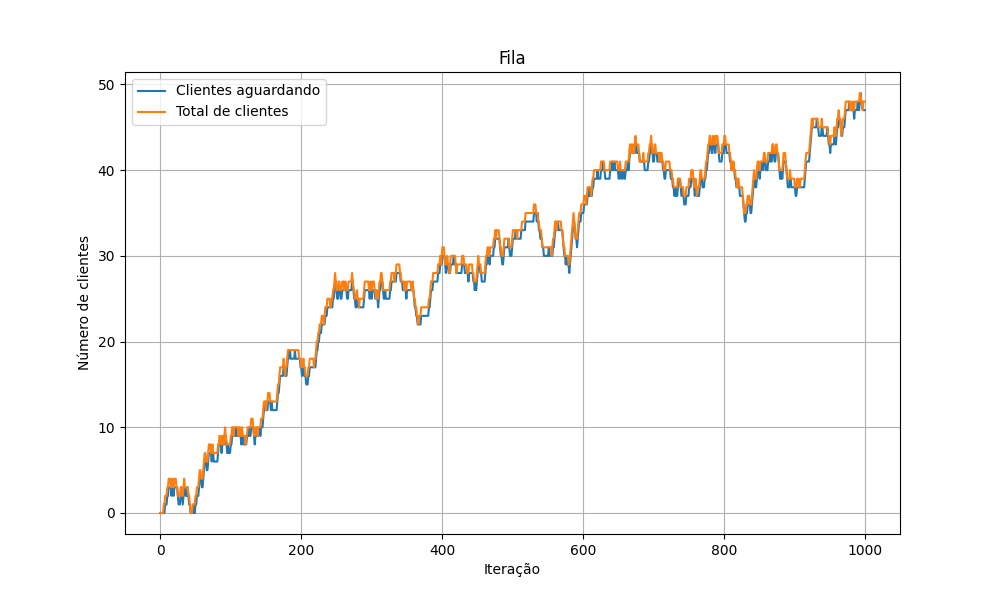 Fila
Clientes aguardando
Total de clientes
Número de clientes
50
40
30
20
10
0
0 200 400 600 800 1000
Iteração